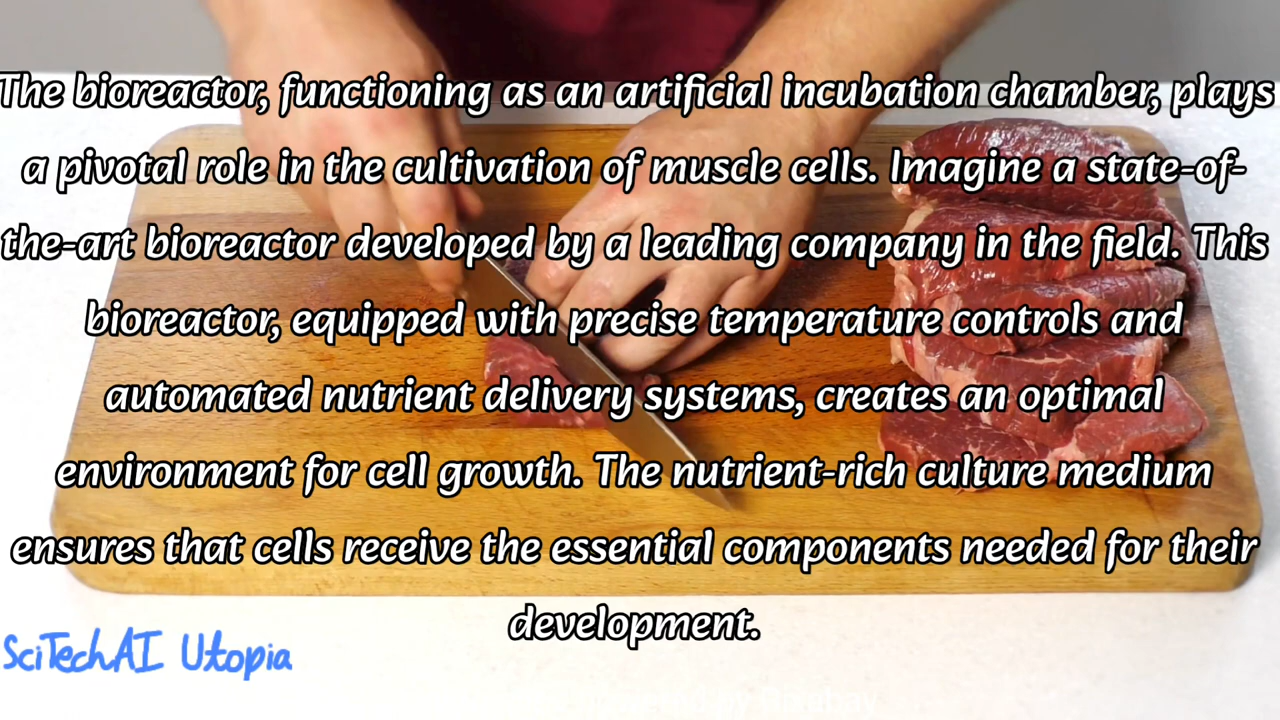 The bioreactor, functioning as an artificial incubation chamber, plays
a pivotal role in the cultivation of muscle cells. Imagine a state-of-
the-art bioreactor developed by a leading company in the field. This
bioreactor, equipped with precise temperature controls and
automated nutrient delivery systems, creates an optimal
environment for cell growth. The nutrient-rich culture medium
ensures that cells receive the essential components needed for their
development.
SciTechAI Utopia